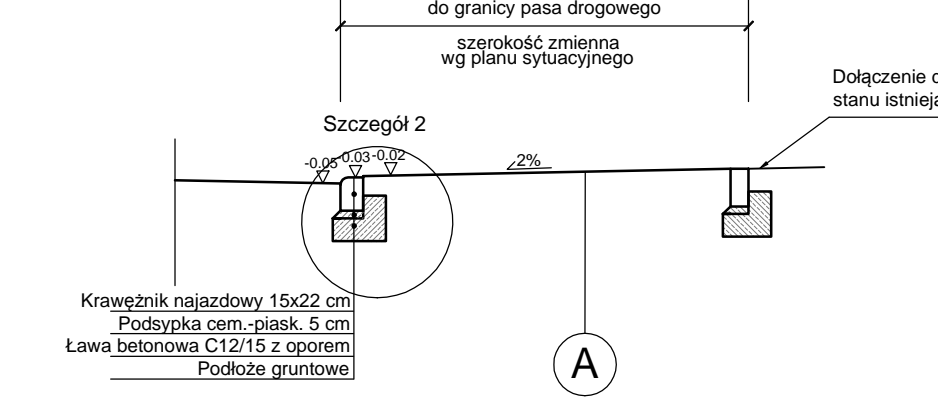 do granicy pasa drogowego
szerokość zmienna
wg planu sytuacyjnego
Dołączenie
stanu
Szczegół 2
-0.05 -0.03 -0.02
2%
Krawężnik najazdowy 15x22 cm
Podsypka cem.-piask. 5 cm
Ława betonowa C12/15 z oporem
Podłoże gruntowe
A